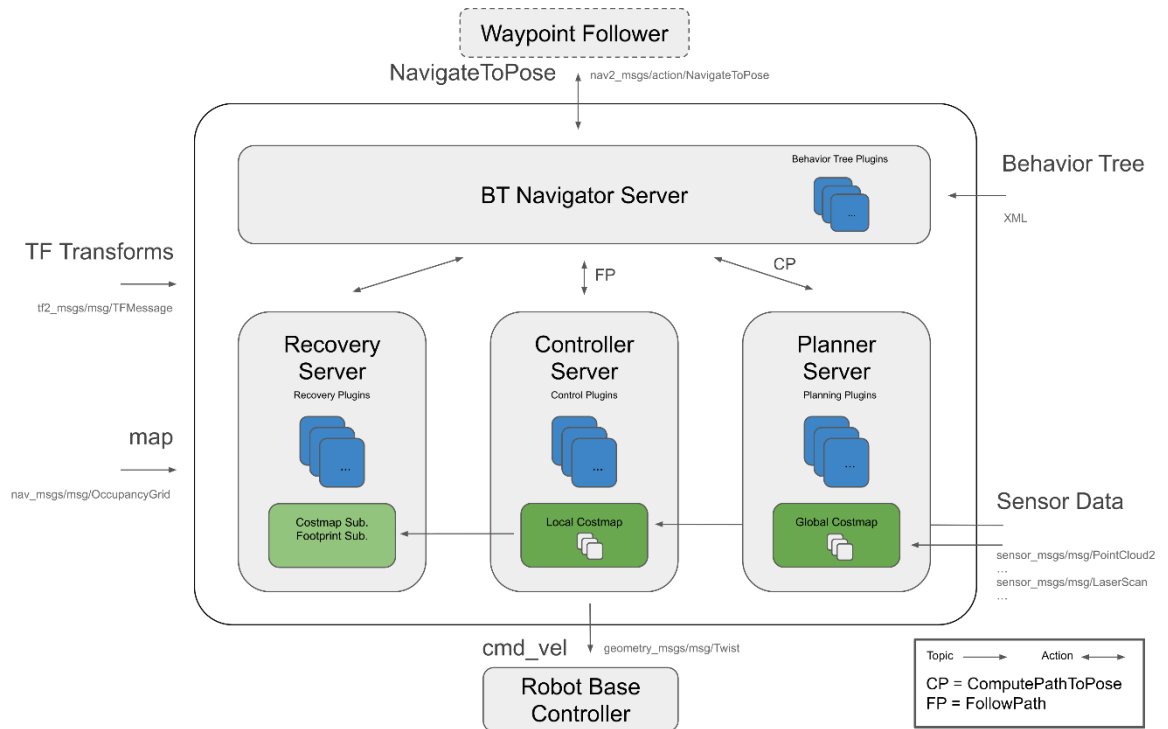 Waypoint Follower
NavigateToPose
nav2_msgs/action/NavigateToPose
Behavior Tree Plugins
...
BT Navigator Server
Behavior Tree
XML
TF Transforms
tf2_msgs/msg/TFMessage
FP
CP
Recovery
Server
Recovery Plugins
...
Costmap Sub.
Footprint Sub.
Controller
Server
Control Plugins
...
Local Costmap
Planner
Server
Planning Plugins
...
Global Costmap
map
nav_msgs/msg/OccupancyGrid
Sensor Data
sensor_msgs/msg/PointCloud2
...
sensor_msgs/msg/LaserScan
...
cmd_vel
geometry_msgs/msg/Twist
Robot Base
Controller
Topic
Action
CP = ComputePathToPose
FP = FollowPath